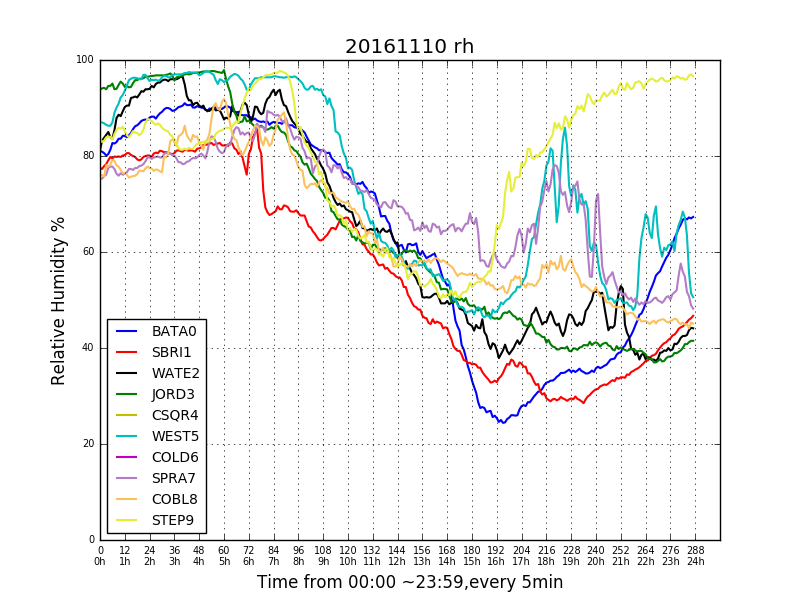 20161110 rh
Relative Humidity %
100
80
60
40
20
0
BATA0
SBRI1
WATE2
JORD3
CSQR4
WEST5
COLD6
SPRA7
COBL8
STEP9
0 12 24 36 48 60 72 84 96 108 120 132 144 156 168 180 192 204 216 228 240 252 264 276 288
0h 1h 2h 3h 4h 5h 6h 7h 8h 9h 10h 11h 12h 13h 14h 15h 16h 17h 18h 19h 20h 21h 22h 23h 24h
Time from 00:00 ~23:59,every 5min